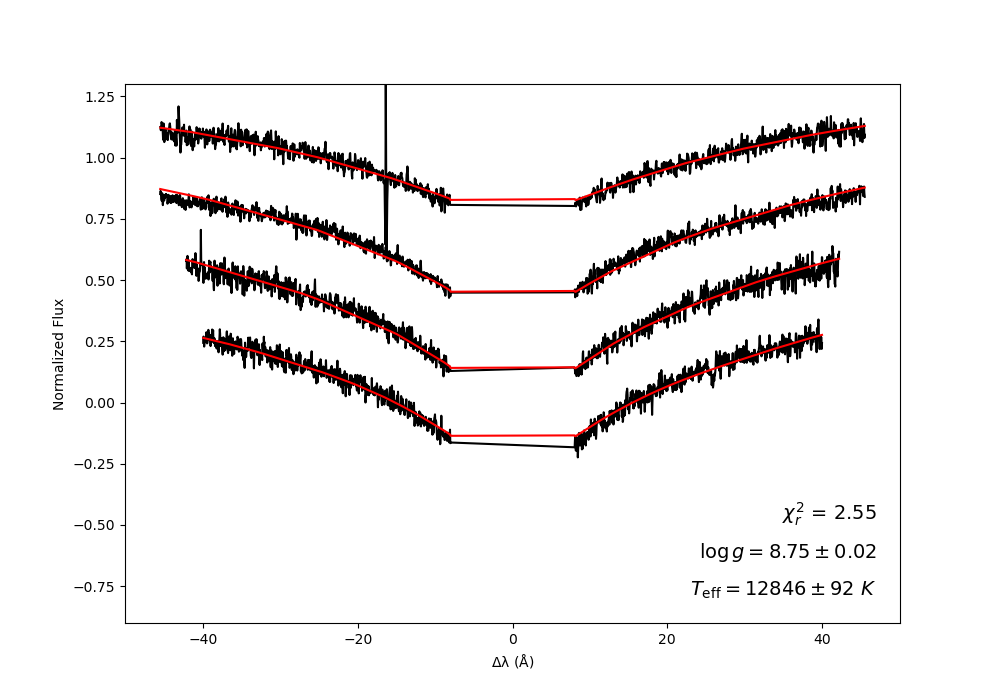 1.25
1.00
0.75
0.50
0.25
0.00
−0.25
−0.50
−0.75
Normalized Flux
χ²ᵣ = 2.55
log g = 8.75 ± 0.02
T_eff = 12846 ± 92 K
−40
−20
0
20
40
Δλ (Å)